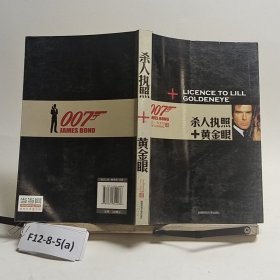 007
JAMES BOND
杀人执照
+
黄金眼
LICENCE TO LILL
GOLDENEYE
007
杀人执照
+黄金眼
F12-8-5(a)